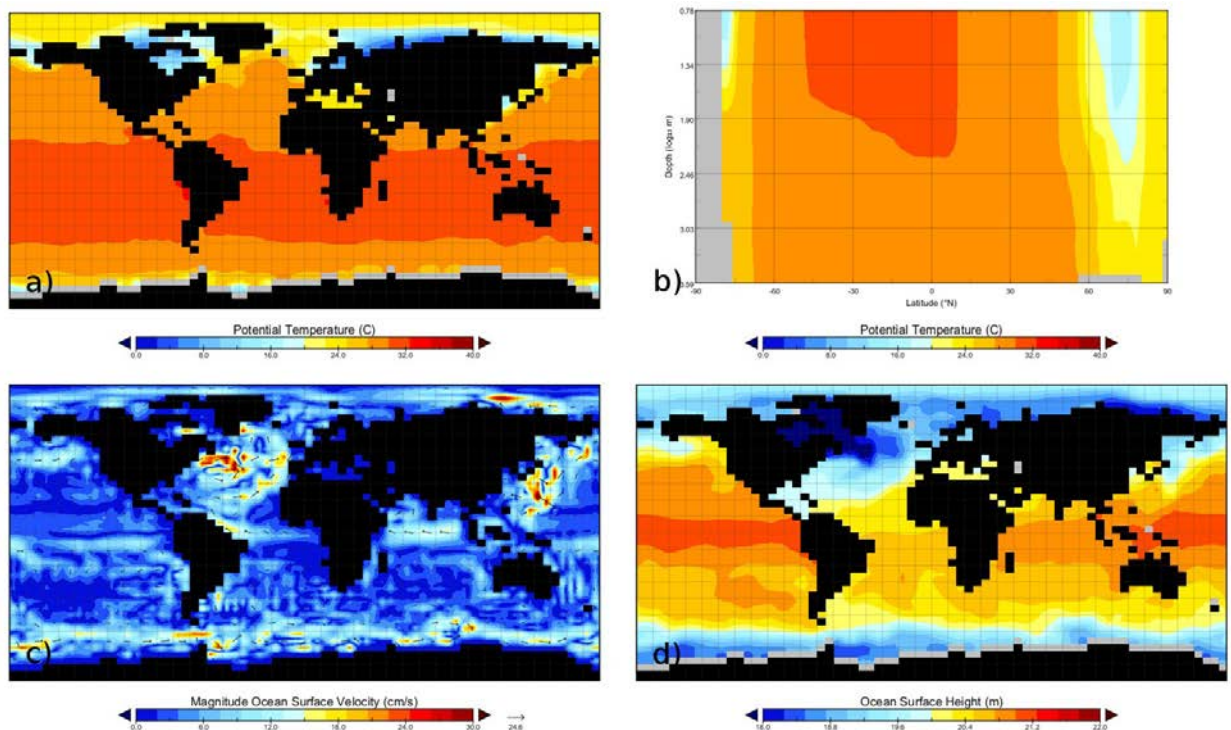 a)
Potential Temperature (C)
0.0 8.0 16.0 24.0 32.0 40.0
Depth (log10 m)
0.78
1.34
1.90
2.46
3.03
3.59
-90 -60 -30 0 30 60 90
Latitude (°N)
b)
Potential Temperature (C)
0.0 8.0 16.0 24.0 32.0 40.0
c)
Magnitude Ocean Surface Velocity (cm/s)
0.0 6.0 12.0 18.0 24.0 30.0 24.6
d)
Ocean Surface Height (m)
18.0 18.8 19.6 20.4 21.2 22.0